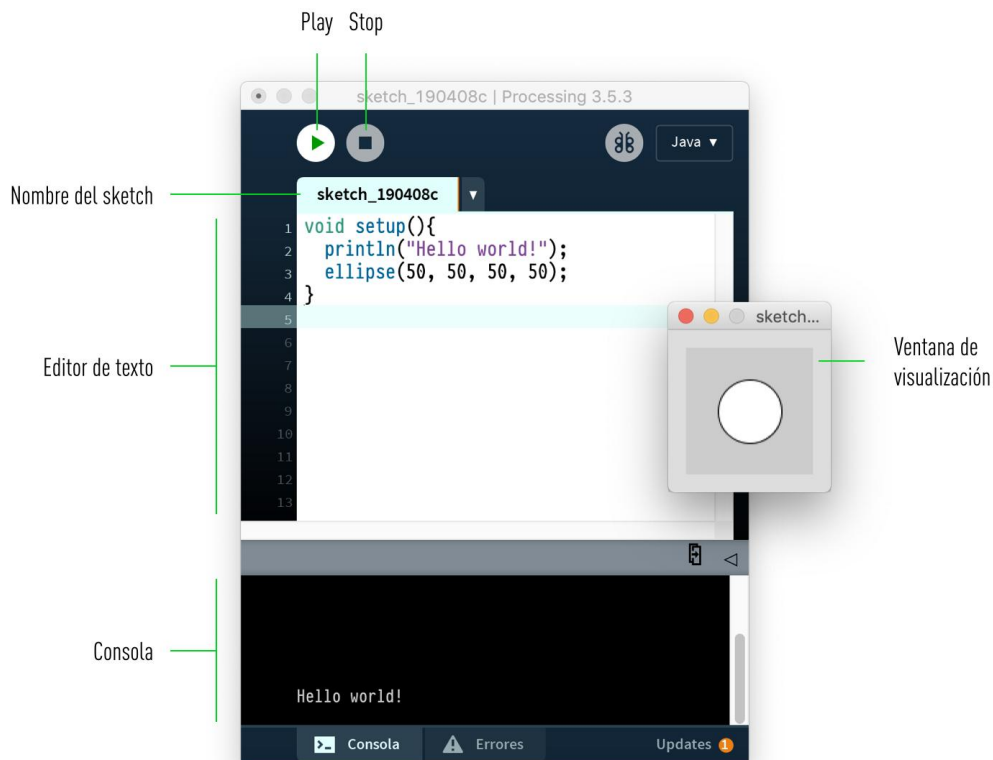 Play Stop
sketch_190408c | Processing 3.5.3
Java ▼
Nombre del sketch
sketch_190408c ▼
1 void setup(){
2 println("Hello world!");
3 ellipse(50, 50, 50, 50);
4 }
5
6
7
8
9
10
11
12
13
sketch...
Editor de texto
Ventana de
visualización
Consola
Hello world!
>_ Consola
Errores
Updates 1